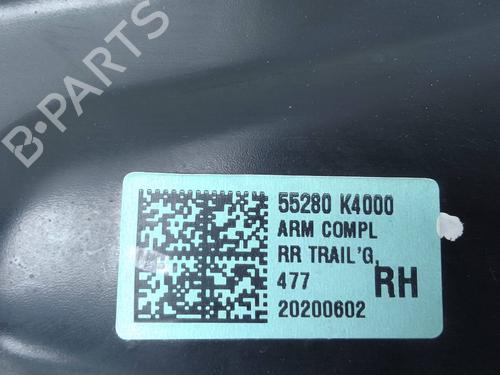 B-PARTS
55280 K4000
ARM COMPL
RR TRAIL'G,
477 RH
20200602